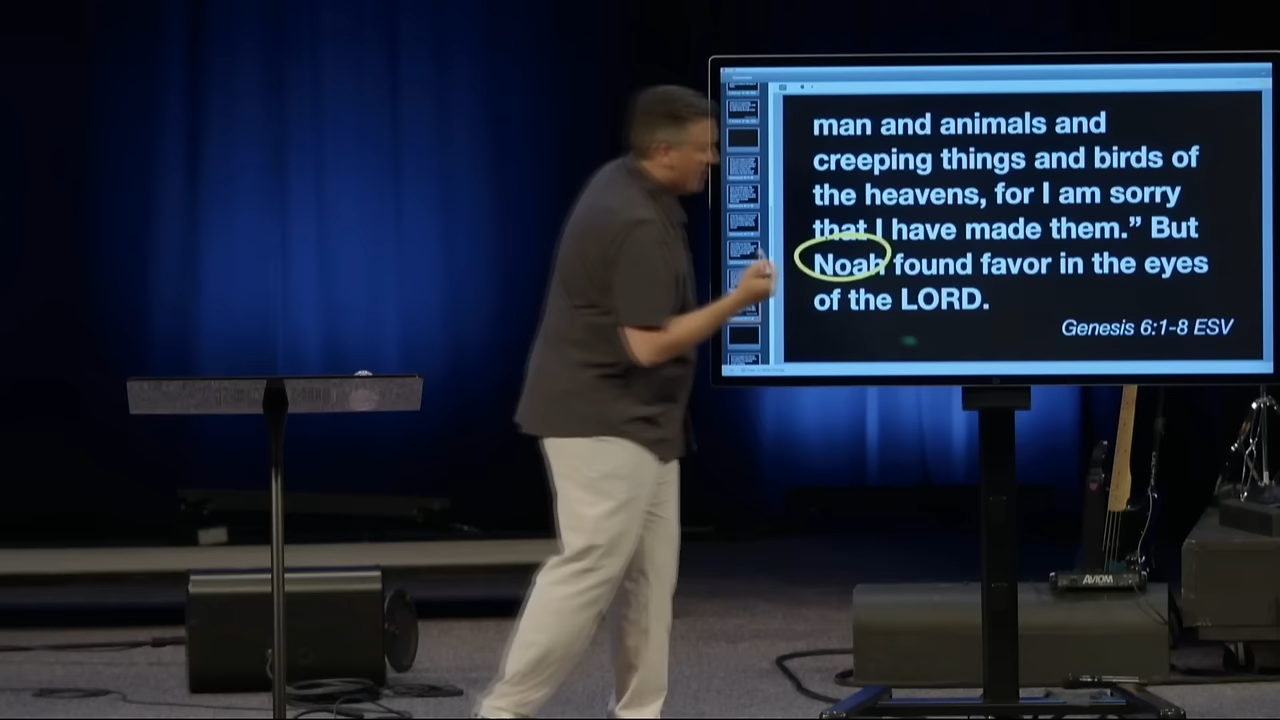 man and animals and
creeping things and birds of
the heavens, for I am sorry
that I have made them.” But
Noah found favor in the eyes
of the LORD.
Genesis 6:1-8 ESV
AVIOM